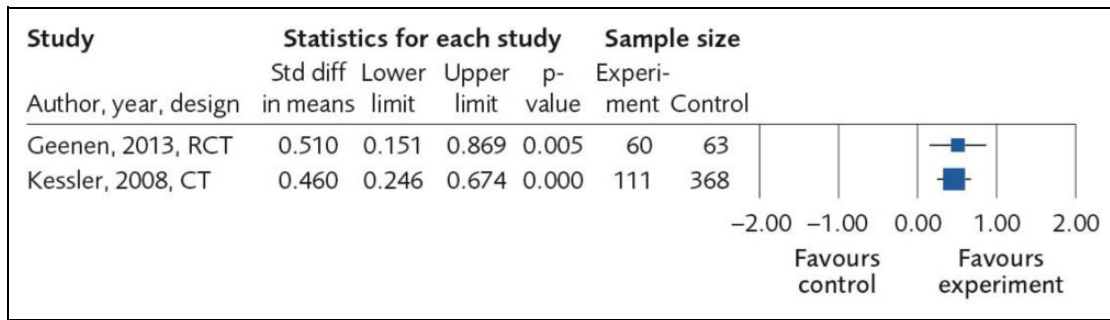 Study Statistics for each study Sample size
Std diff Lower Upper p- Experi-
Author, year, design in means limit limit value ment Control
Geenen, 2013, RCT 0.510 0.151 0.869 0.005 60 63
Kessler, 2008, CT 0.460 0.246 0.674 0.000 111 368
−2.00 −1.00 0.00 1.00 2.00
Favours Favours
control experiment